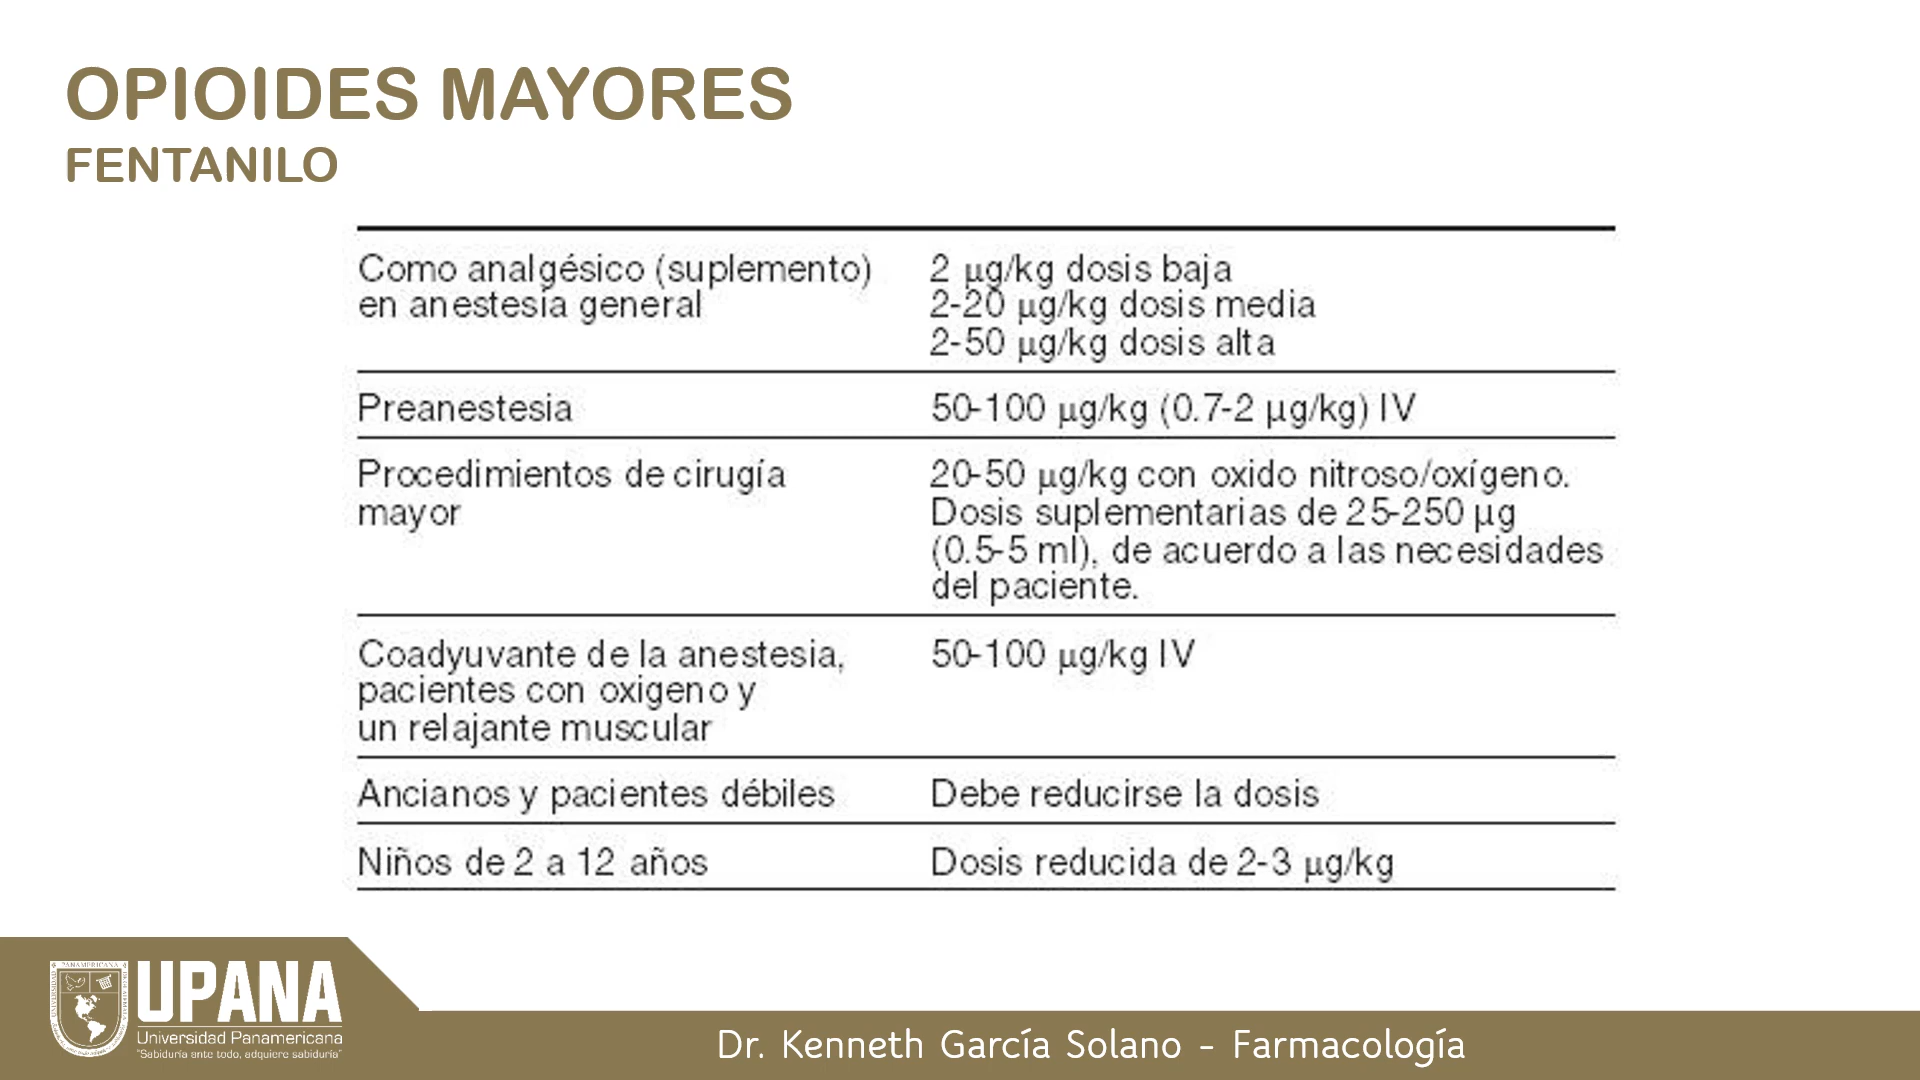 OPIOIDES MAYORES
FENTANILO
Como analgésico (suplemento)
en anestesia general
2 µg/kg dosis baja
2-20 µg/kg dosis media
2-50 µg/kg dosis alta
Preanestesia
50-100 µg/kg (0.7-2 µg/kg) IV
Procedimientos de cirugía
mayor
20-50 µg/kg con oxido nitroso/oxígeno.
Dosis suplementarias de 25-250 µg
(0.5-5 ml), de acuerdo a las necesidades
del paciente.
Coadyuvante de la anestesia,
pacientes con oxigeno y
un relajante muscular
50-100 µg/kg IV
Ancianos y pacientes débiles
Debe reducirse la dosis
Niños de 2 a 12 años
Dosis reducida de 2-3 µg/kg
UPANA
Universidad Panamericana
"Sabiduría ante todo, adquiere sabiduría"
Dr. Kenneth García Solano - Farmacología